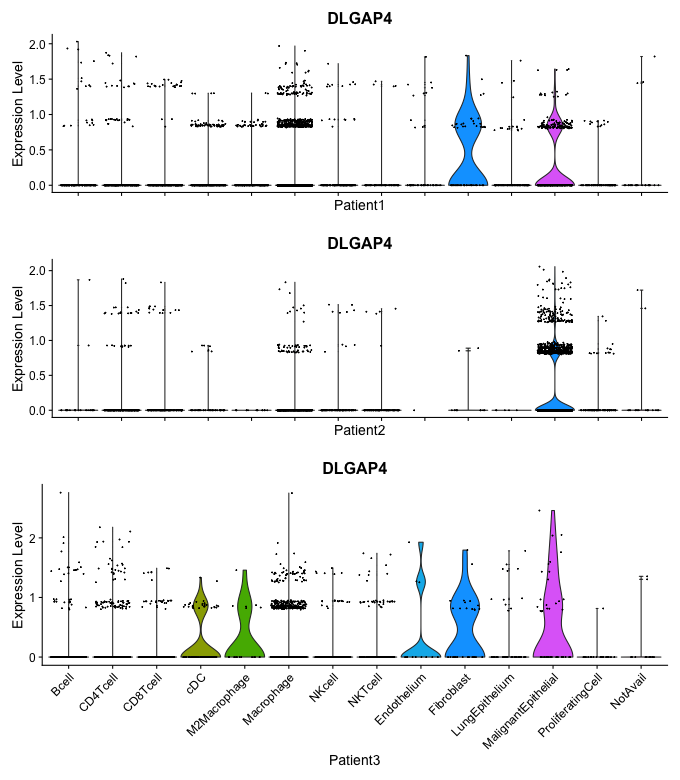 DLGAP4
Expression Level
2.0
1.5
1.0
0.5
0.0
Patient1
DLGAP4
Expression Level
2.0
1.5
1.0
0.5
0.0
Patient2
DLGAP4
Expression Level
2
1
0
Bcell
CD4Tcell
CD8Tcell
cDC
M2Macrophage
Macrophage
NKcell
NKTcell
Endothelium
Fibroblast
LungEpithelium
MalignantEpithelial
ProliferatingCell
NotAvail
Patient3